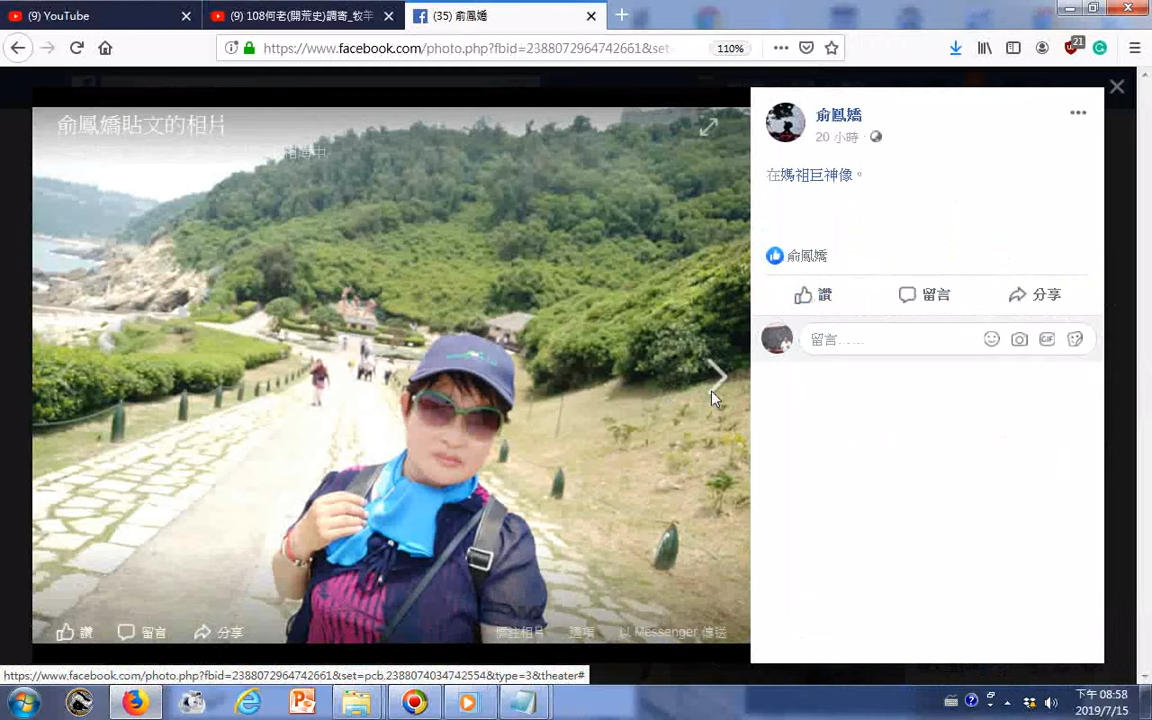 (9) YouTube
(9) 108何老(開荒史)調寄_牧羊
(35) 俞鳳嬌
https://www.facebook.com/photo.php?fbid=2388072964742661&set=
110%
21
俞鳳嬌貼文的相片
俞鳳嬌
20 小時
在媽祖巨神像。
俞鳳嬌
讚
留言
分享
留言……
GIF
讚
留言
分享
標註相片
選項
以 Messenger 傳送
https://www.facebook.com/photo.php?fbid=2388072964742661&set=pcb.2388074034742554&type=3&theater#
下午 08:58
2019/7/15